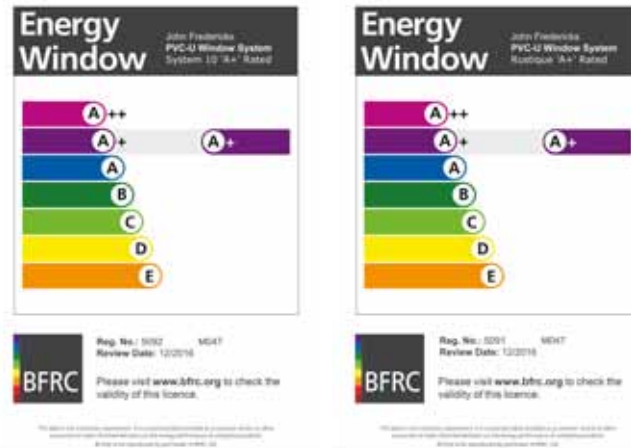 Energy
Window
John Fredericks
PVC-U Window System
System 10 'A+' Rated
A++
A+
A+
A
B
C
D
E
BFRC
Reg. No.: 5092 M047
Review Date: 12/2016
Please visit www.bfrc.org to check the
validity of this licence.
Energy
Window
John Fredericks
PVC-U Window System
Rustique 'A+' Rated
A++
A+
A+
A
B
C
D
E
BFRC
Reg. No.: 5091 M047
Review Date: 12/2016
Please visit www.bfrc.org to check the
validity of this licence.